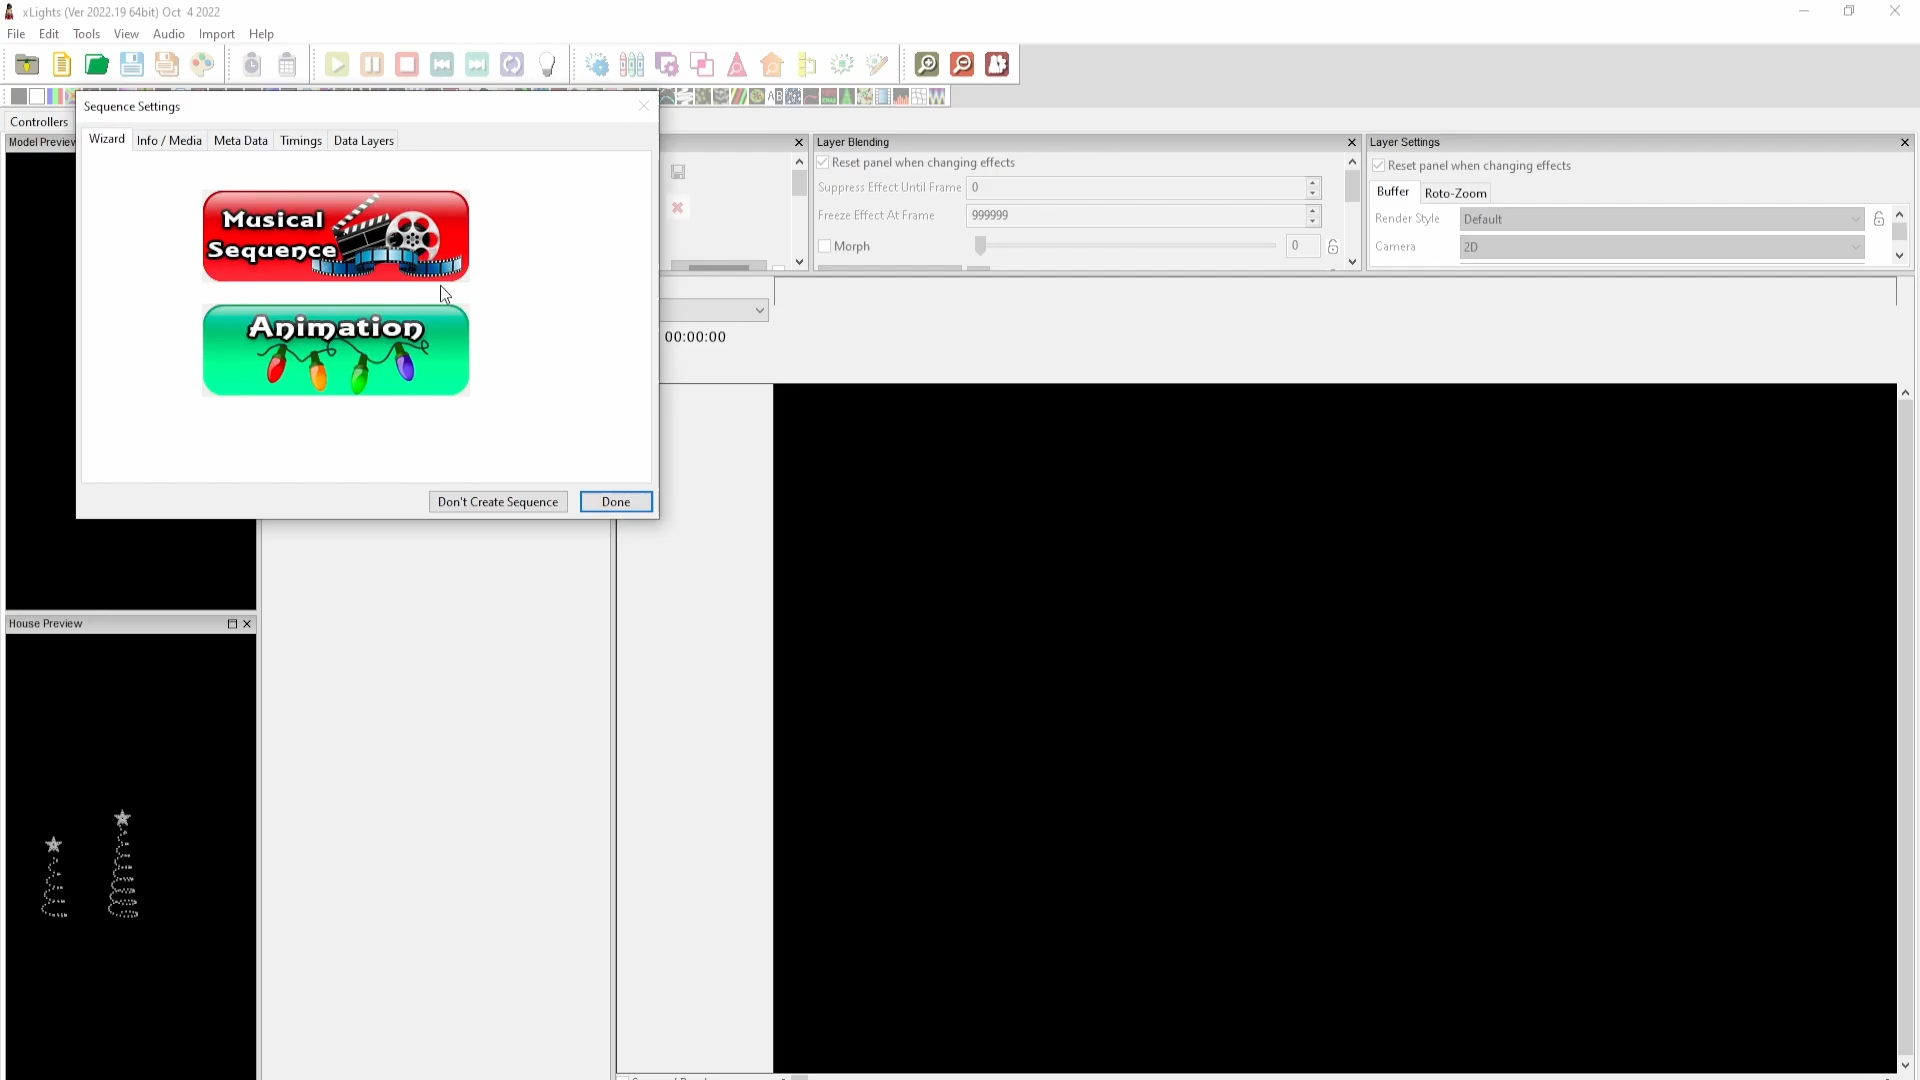 xLights (Ver 2022.19 64bit) Oct 4 2022
File Edit Tools View Audio Import Help
Sequence Settings
Controllers
Wizard Info / Media Meta Data Timings Data Layers
Model Preview
Musical
Sequence
Animation
Don't Create Sequence Done
House Preview
00:00:00
Layer Blending
Reset panel when changing effects
Suppress Effect Until Frame 0
Freeze Effect At Frame 999999
Morph 0
Layer Settings
Reset panel when changing effects
Buffer Roto-Zoom
Render Style Default
Camera 2D